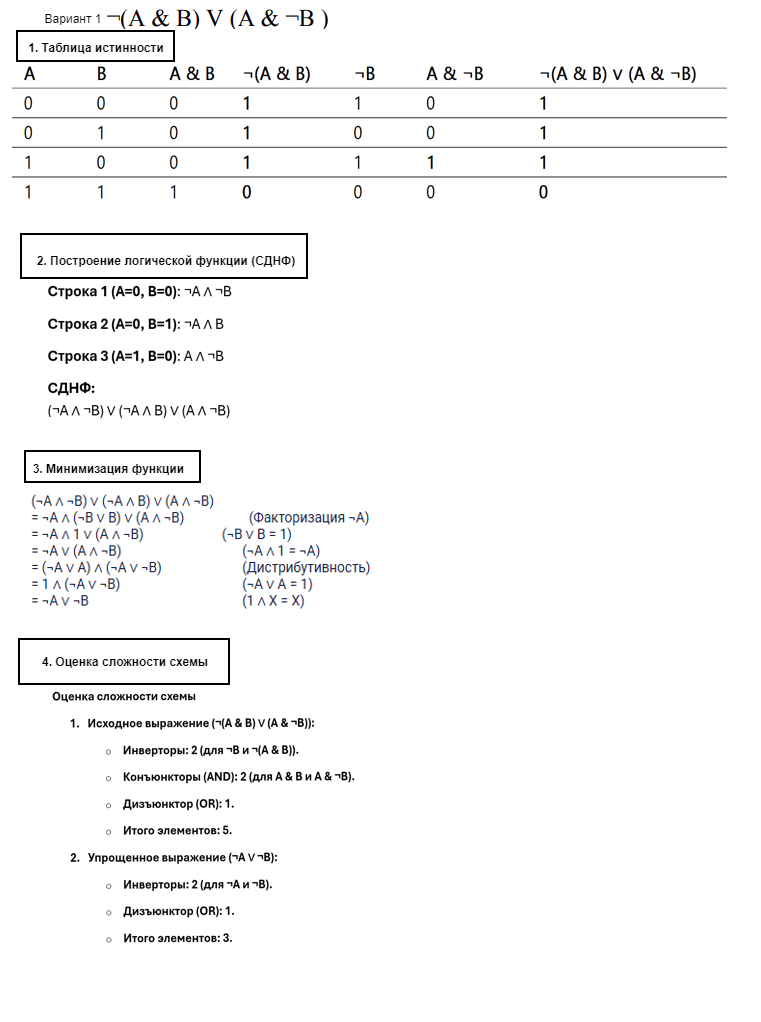 Вариант 1 ¬(A & B) V (A & ¬B )
1. Таблица истинности
A B A & B ¬(A & B) ¬B A & ¬B ¬(A & B) ∨ (A & ¬B)
0 0 0 1 1 0 1
0 1 0 1 0 0 1
1 0 0 1 1 1 1
1 1 1 0 0 0 0
2. Построение логической функции (СДНФ)
Строка 1 (A=0, B=0): ¬A ∧ ¬B
Строка 2 (A=0, B=1): ¬A ∧ B
Строка 3 (A=1, B=0): A ∧ ¬B
СДНФ:
(¬A ∧ ¬B) ∨ (¬A ∧ B) ∨ (A ∧ ¬B)
3. Минимизация функции
(¬A ∧ ¬B) ∨ (¬A ∧ B) ∨ (A ∧ ¬B)
= ¬A ∧ (¬B ∨ B) ∨ (A ∧ ¬B) (Факторизация ¬A)
= ¬A ∧ 1 ∨ (A ∧ ¬B) (¬B ∨ B = 1)
= ¬A ∨ (A ∧ ¬B) (¬A ∧ 1 = ¬A)
= (¬A ∨ A) ∧ (¬A ∨ ¬B) (Дистрибутивность)
= 1 ∧ (¬A ∨ ¬B) (¬A ∨ A = 1)
= ¬A ∨ ¬B (1 ∧ X = X)
4. Оценка сложности схемы
Оценка сложности схемы
1. Исходное выражение (¬(A & B) ∨ (A & ¬B)):
○ Инверторы: 2 (для ¬B и ¬(A & B)).
○ Конъюнкторы (AND): 2 (для A & B и A & ¬B).
○ Дизъюнктор (OR): 1.
○ Итого элементов: 5.
2. Упрощенное выражение (¬A ∨ ¬B):
○ Инверторы: 2 (для ¬A и ¬B).
○ Дизъюнктор (OR): 1.
○ Итого элементов: 3.